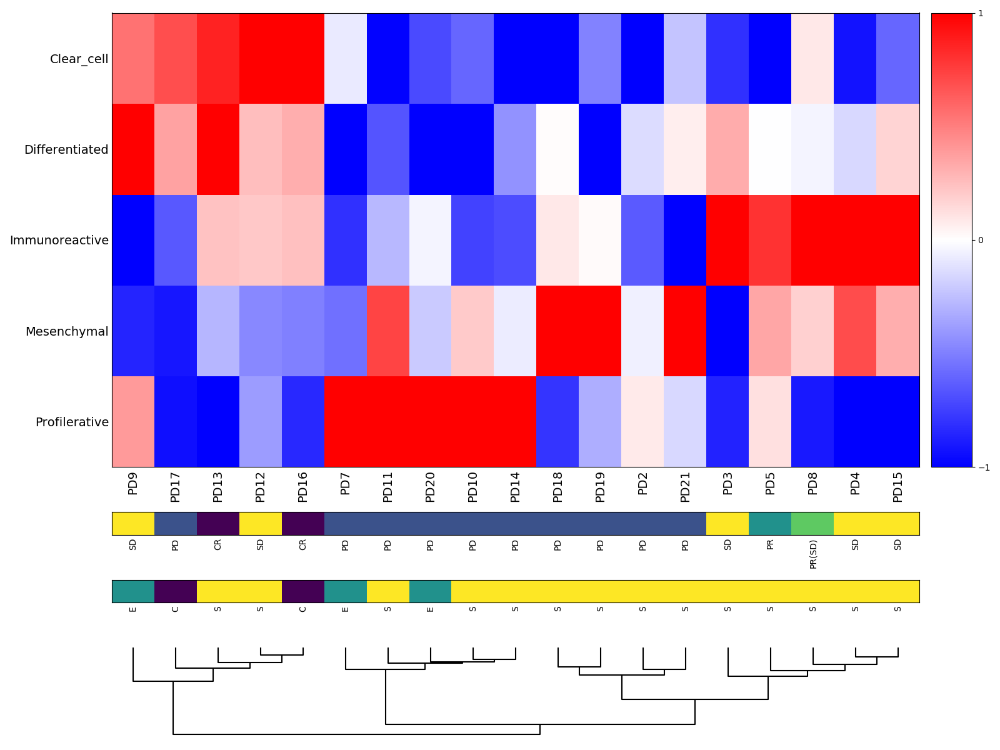 Clear_cell
Differentiated
Immunoreactive
Mesenchymal
Profilerative
1
0
−1
PD9 PD17 PD13 PD12 PD16 PD7 PD11 PD20 PD10 PD14 PD18 PD19 PD2 PD21 PD3 PD5 PD8 PD4 PD15
SD PD CR SD CR PD PD PD PD PD PD PD PD PD SD PR PR(SD) SD SD
E C S S C E S E S S S S S S S S S S S